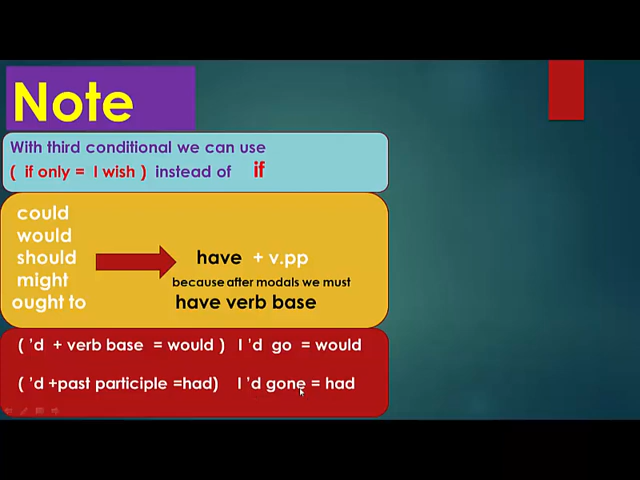 Note
With third conditional we can use
( if only = I wish ) instead of if
could
would
should
might
ought to
have + v.pp
because after modals we must
have verb base
( 'd + verb base = would ) I 'd go = would
( 'd +past participle =had) I 'd gone = had